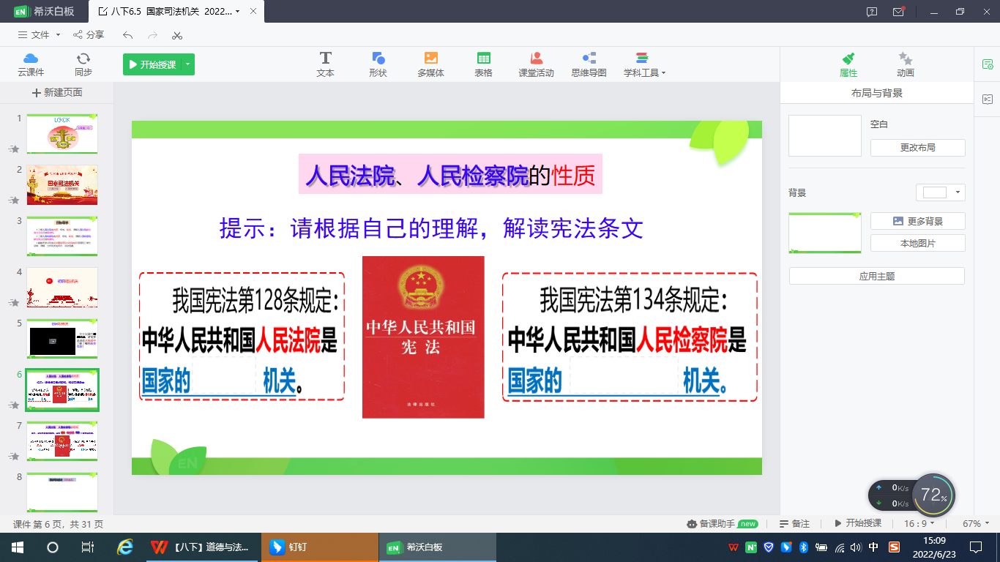 希沃白板
八下6.5 国家司法机关 2022...
文件
分享
云课件
同步
开始授课
文本
形状
多媒体
表格
课堂活动
思维导图
学科工具
属性
动画
新建页面
布局与背景
空白
更改布局
背景
更多背景
本地图片
应用主题
1
2
国家司法机关
3
4
5
6
7
8
人民法院、人民检察院的性质
提示：请根据自己的理解，解读宪法条文
我国宪法第128条规定：
中华人民共和国人民法院是
国家的 机关。
中华人民共和国
宪 法
法律出版社
我国宪法第134条规定：
中华人民共和国人民检察院是
国家的 机关。
EN
0K/s
0K/s
72%
课件 第 6 页，共 31 页
备课助手 new
备注
开始授课
16 : 9
67%
【八下】道德与法...
钉钉
希沃白板
中
15:09
2022/6/23